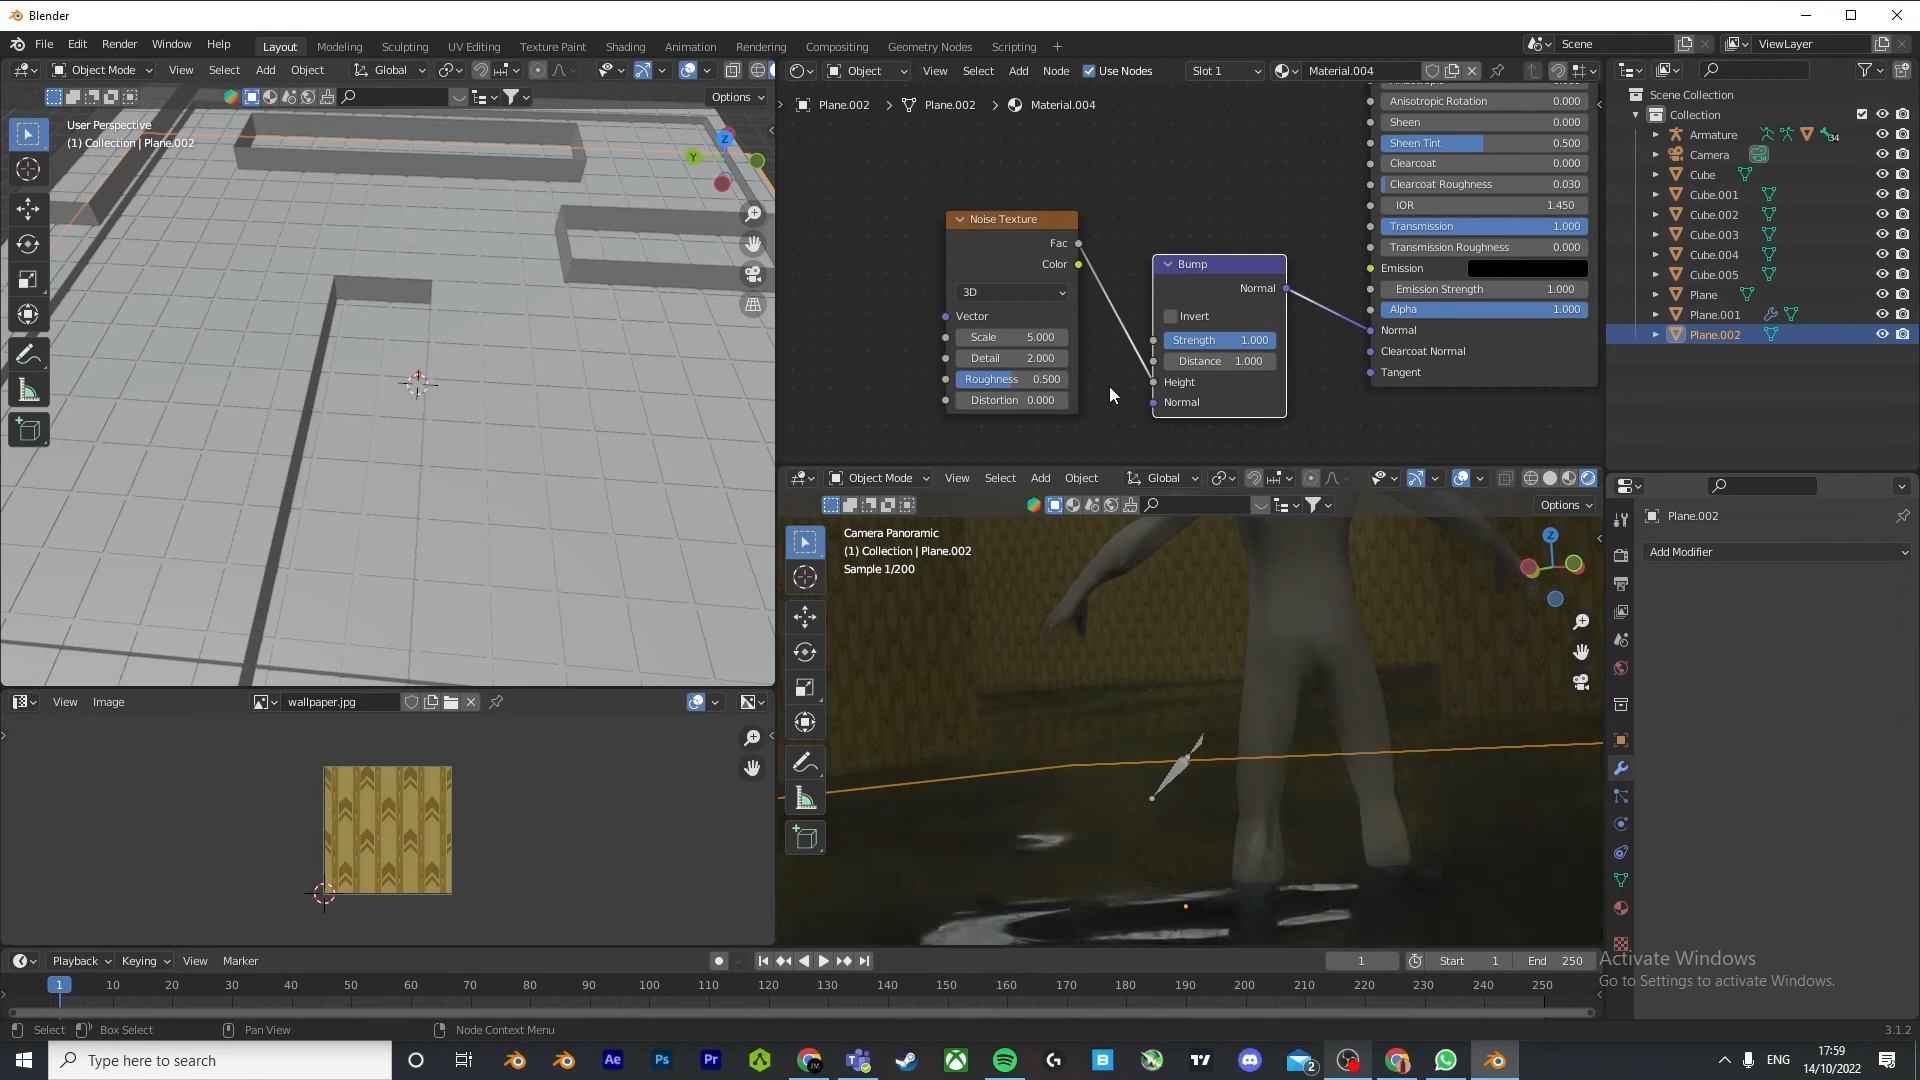 Blender
File Edit Render Window Help
Layout Modeling Sculpting UV Editing Texture Paint Shading Animation Rendering Compositing Geometry Nodes Scripting +
Scene ViewLayer
Object Mode View Select Add Object Global
Options
User Perspective
(1) Collection | Plane.002
Z
Y
Object View Select Add Node Use Nodes Slot 1 Material.004
Plane.002 > Plane.002 > Material.004
Noise Texture
Fac
Color
3D
Vector
Scale 5.000
Detail 2.000
Roughness 0.500
Distortion 0.000
Bump
Normal
Invert
Strength 1.000
Distance 1.000
Height
Normal
Anisotropic Rotation 0.000
Sheen 0.000
Sheen Tint 0.500
Clearcoat 0.000
Clearcoat Roughness 0.030
IOR 1.450
Transmission 1.000
Transmission Roughness 0.000
Emission
Emission Strength 1.000
Alpha 1.000
Normal
Clearcoat Normal
Tangent
Scene Collection
Collection
Armature 34
Camera
Cube
Cube.001
Cube.002
Cube.003
Cube.004
Cube.005
Plane
Plane.001
Plane.002
Object Mode View Select Add Object Global
Options
Camera Panoramic
(1) Collection | Plane.002
Sample 1/200
Z
Plane.002
Add Modifier
View Image wallpaper.jpg
Playback Keying View Marker
1 Start 1 End 250
1 10 20 30 40 50 60 70 80 90 100 110 120 130 140 150 160 170 180 190 200 210 220 230 240 250
Activate Windows
Go to Settings to activate Windows.
Select Box Select Pan View Node Context Menu 3.1.2
Type here to search
Ae Ps Pr 2 ENG
17:59
14/10/2022